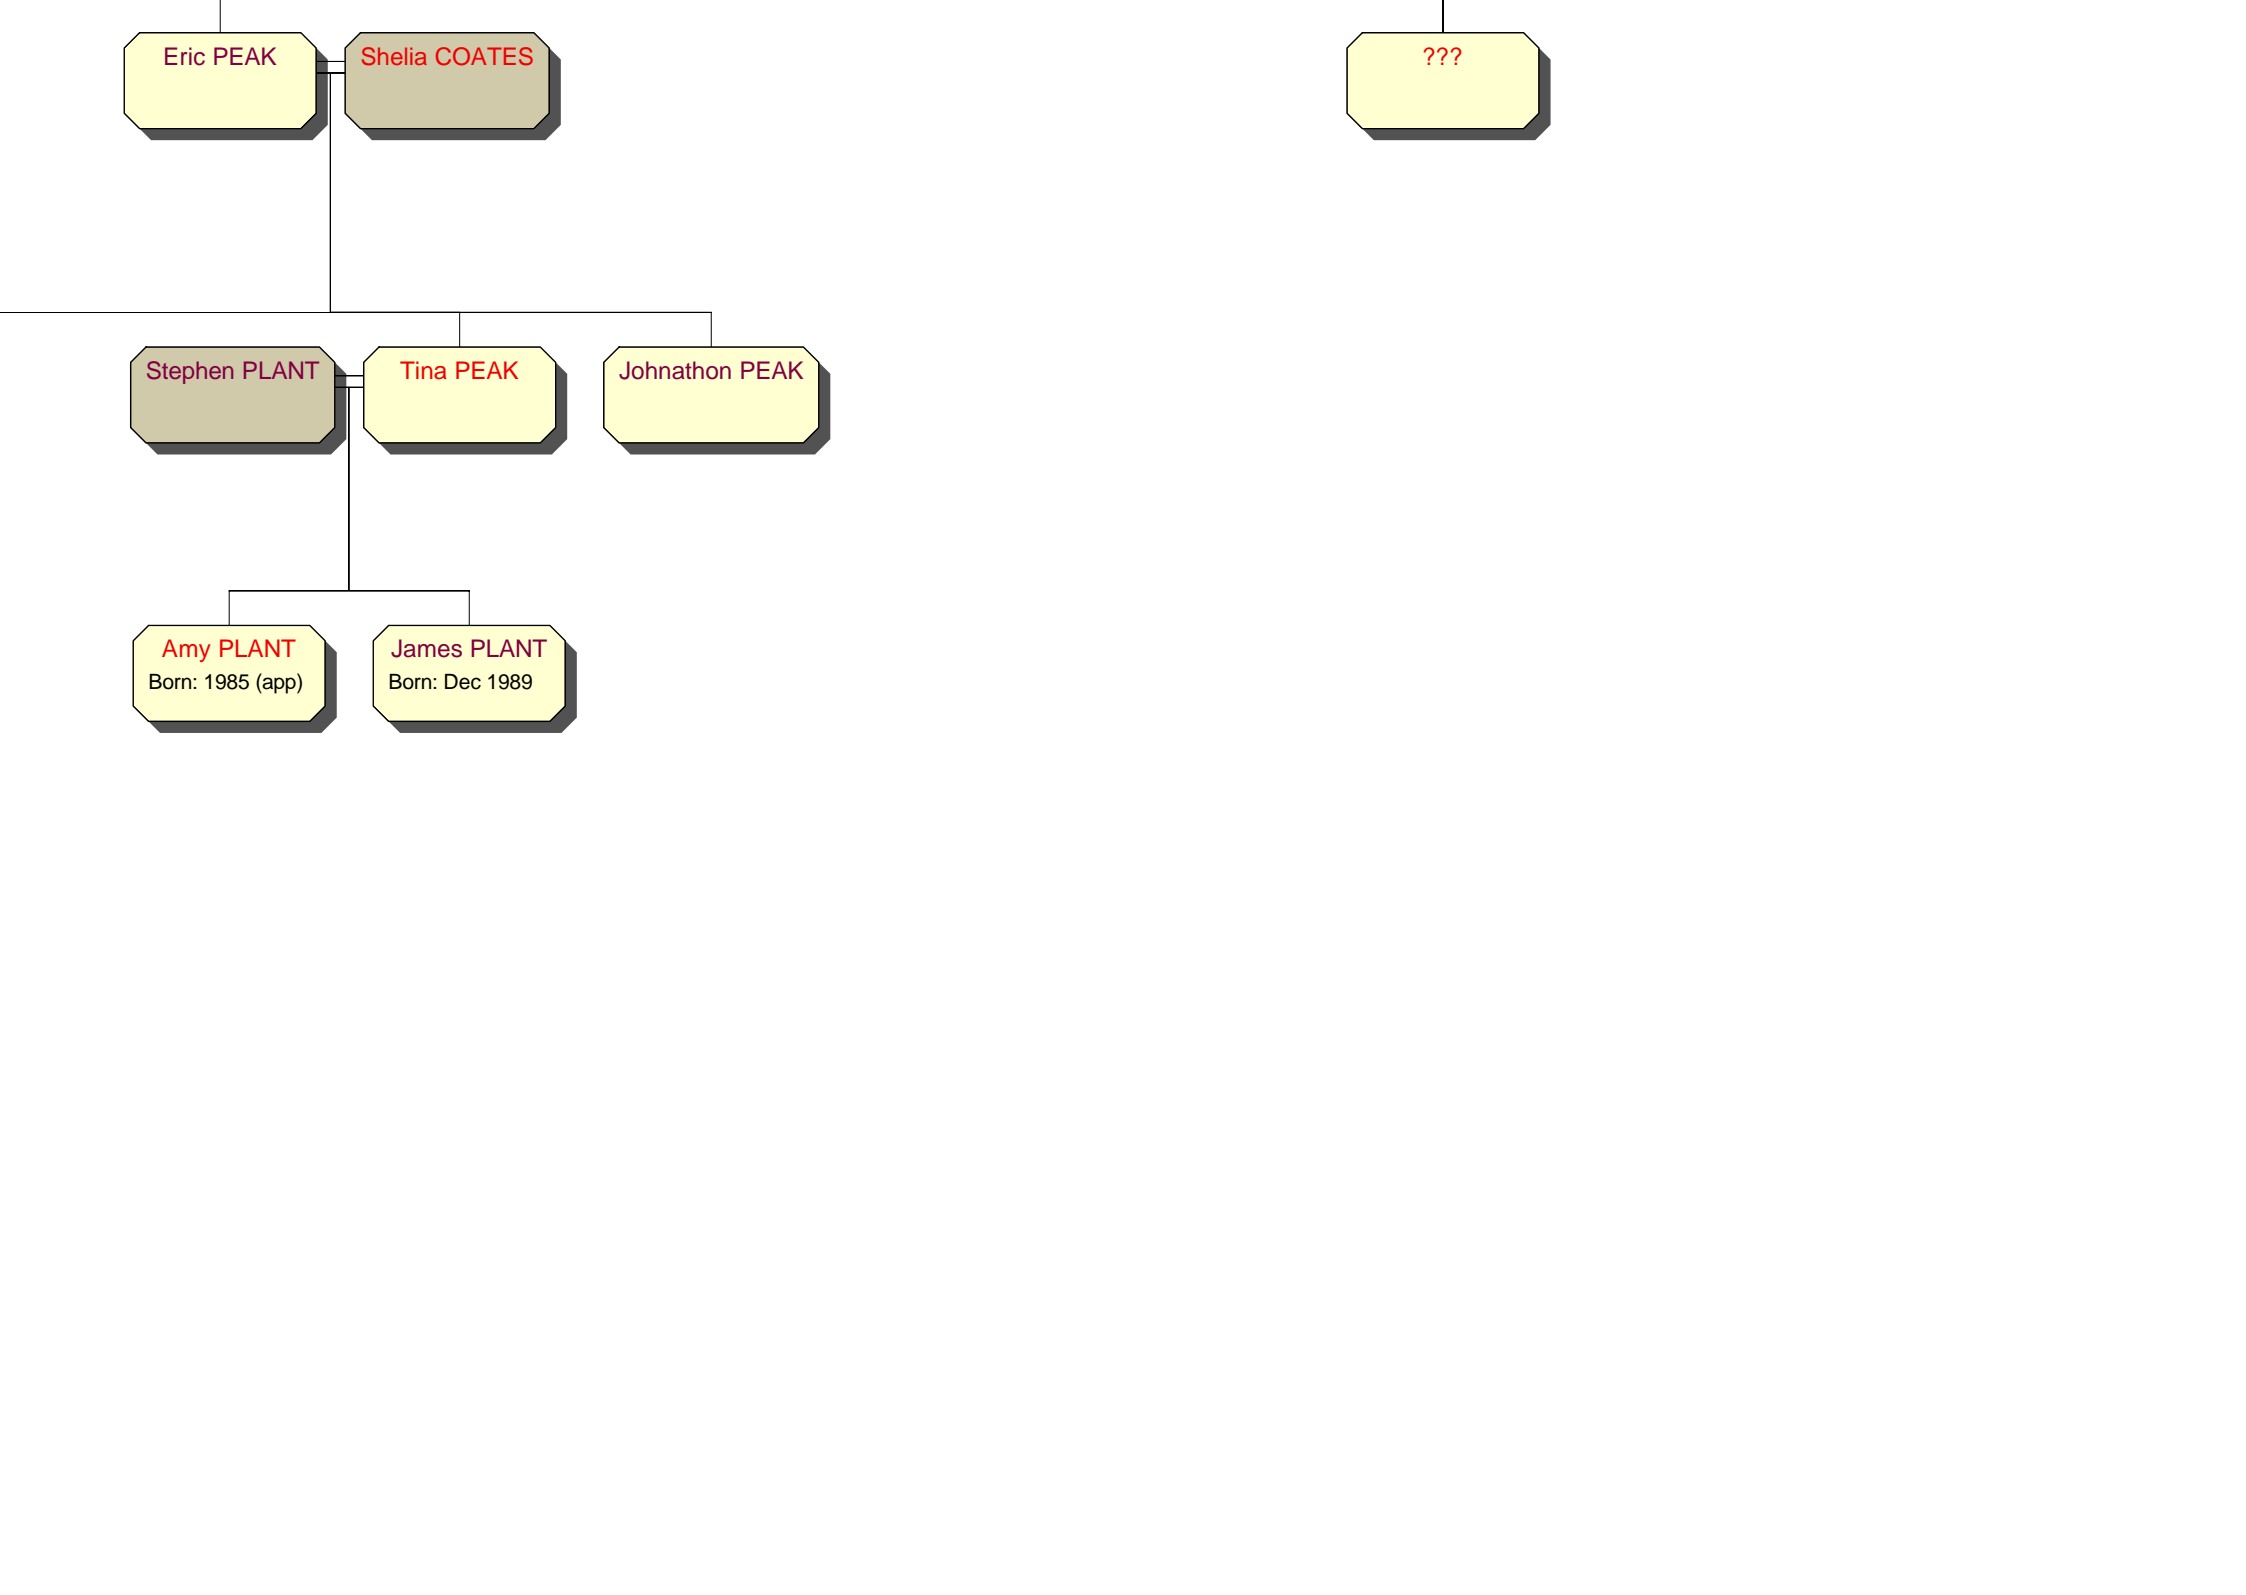 Eric PEAK
Shelia COATES
???
Stephen PLANT
Tina PEAK
Johnathon PEAK
Amy PLANT
Born: 1985 (app)
James PLANT
Born: Dec 1989